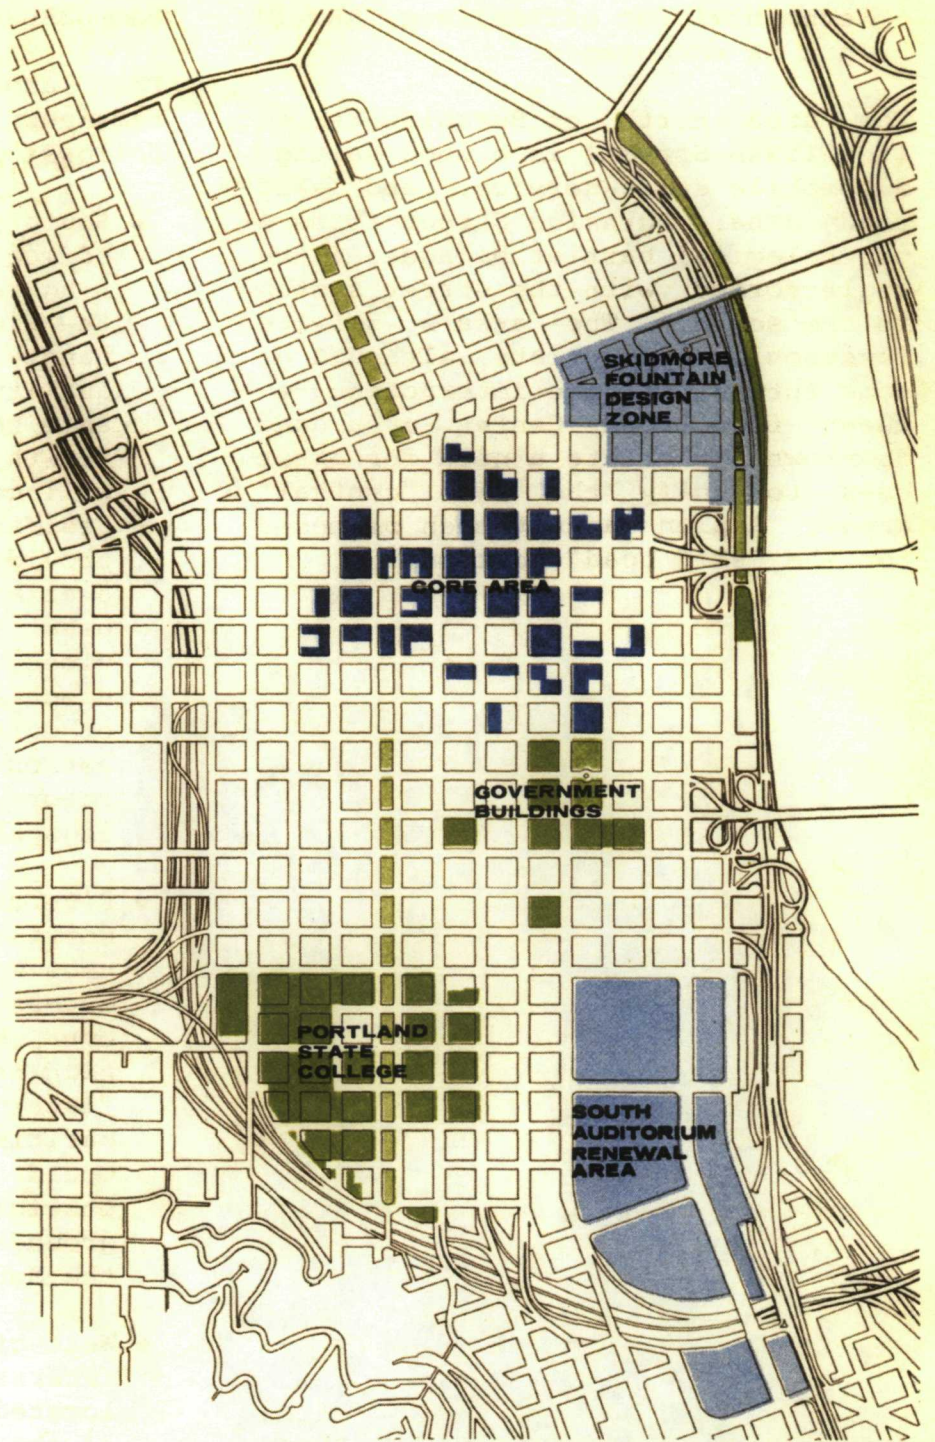 SKIDMORE
FOUNTAIN
DESIGN
ZONE
CORE AREA
GOVERNMENT
BUILDINGS
PORTLAND
STATE
COLLEGE
SOUTH
AUDITORIUM
RENEWAL
AREA